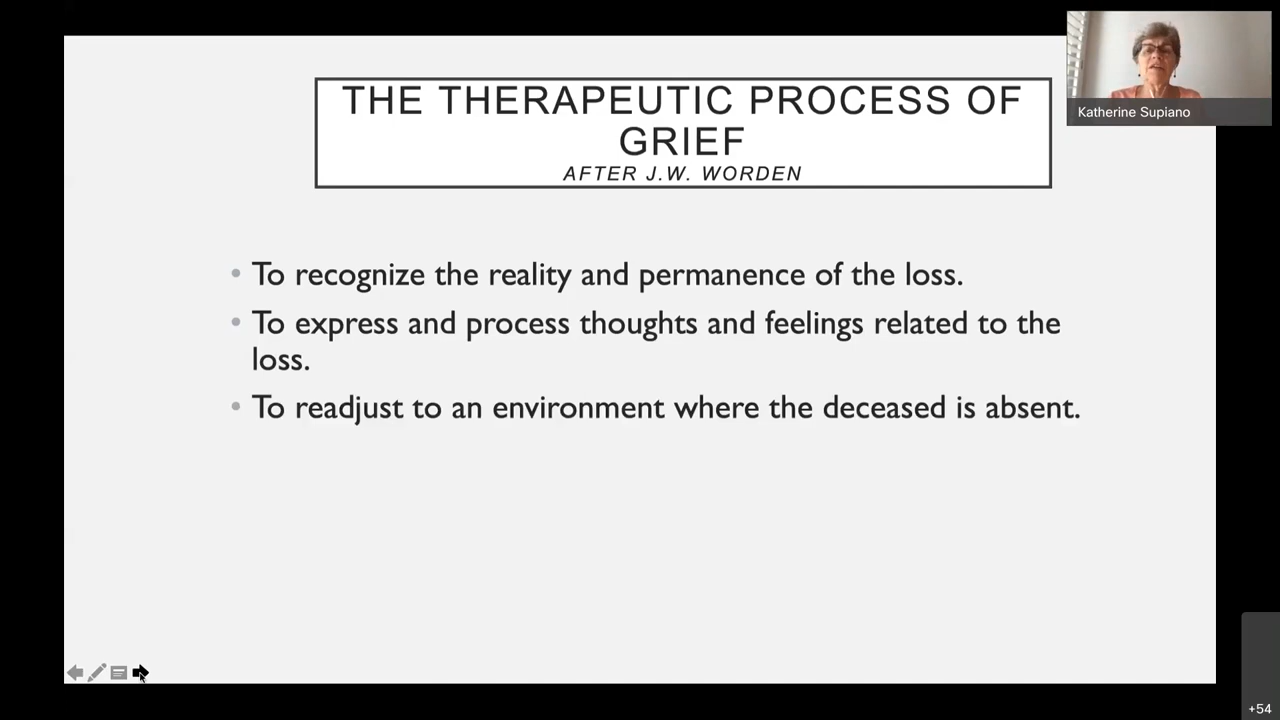 THE THERAPEUTIC PROCESS OF
GRIEF
AFTER J.W. WORDEN
Katherine Supiano
• To recognize the reality and permanence of the loss.
• To express and process thoughts and feelings related to the
loss.
• To readjust to an environment where the deceased is absent.
+54